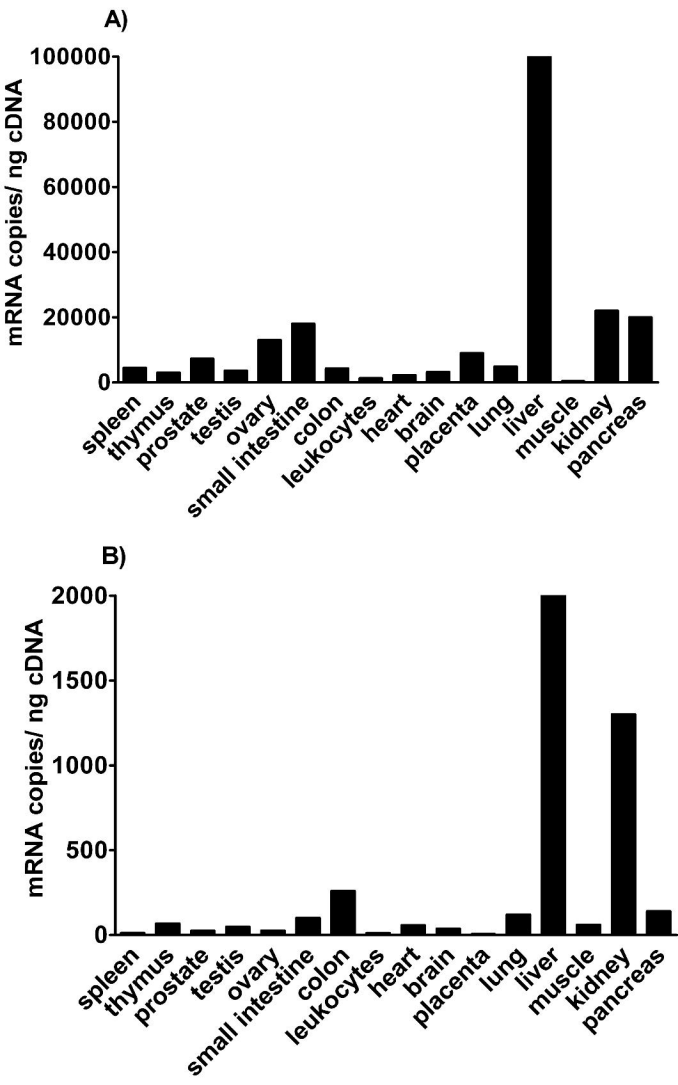 A)
mRNA copies/ ng cDNA
100000
80000
60000
40000
20000
0
spleen
thymus
prostate
testis
ovary
small intestine
colon
leukocytes
heart
brain
placenta
lung
liver
muscle
kidney
pancreas
B)
mRNA copies/ ng cDNA
2000
1500
1000
500
0
spleen
thymus
prostate
testis
ovary
small intestine
colon
leukocytes
heart
brain
placenta
lung
liver
muscle
kidney
pancreas